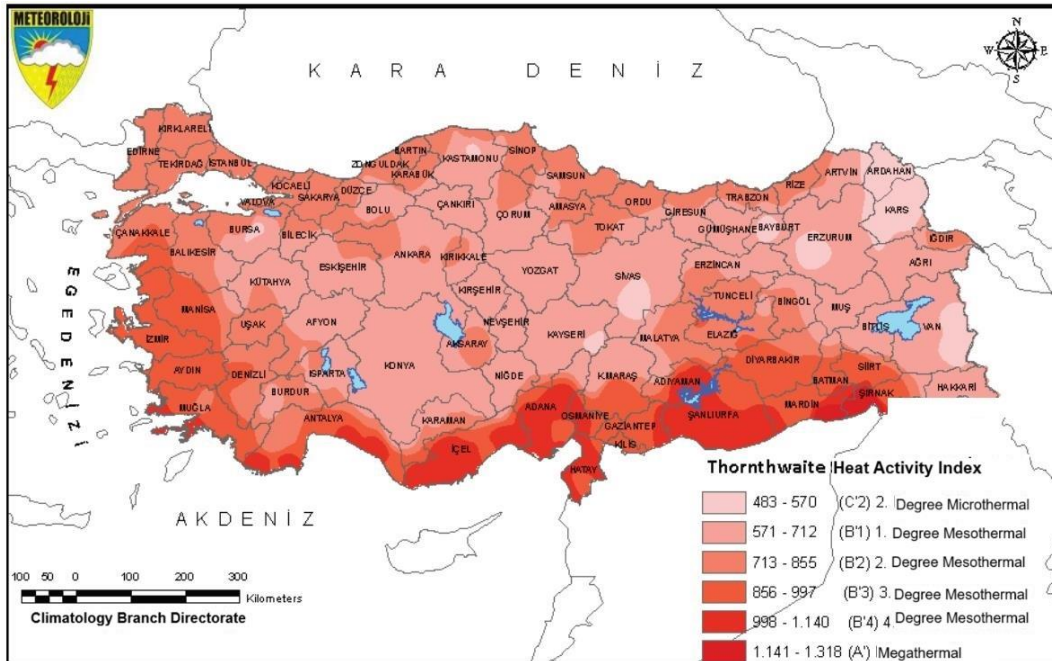 METEOROLOJİ
N
W E
S
KARA DENİZ
KIRKLARELİ
EDİRNE
TEKİRDAĞ İSTANBUL
BARTIN
ZONGULDAK
KASTAMONU
SİNOP
KARABÜK
SAMSUN
KOCAELİ
SAKARYA
DÜZCE
YALOVA
BOLU
ÇANKIRI
ÇORUM
AMASYA
ORDU
GİRESUN
TRABZON
RİZE
ARTVİN
ARDAHAN
KARS
ÇANAKKALE
BURSA
BİLECİK
TOKAT
GÜMÜŞHANE
BAYBURT
ERZURUM
IĞDIR
BALIKESİR
ESKİŞEHİR
ANKARA
KIRIKKALE
YOZGAT
SİVAS
ERZİNCAN
AĞRI
KÜTAHYA
KIRŞEHİR
TUNCELİ
BİNGÖL
MUŞ
BİTLİS
VAN
MANİSA
UŞAK
AFYON
NEVŞEHİR
KAYSERİ
MALATYA
ELAZIĞ
İZMİR
AKSARAY
DİYARBAKIR
SİİRT
AYDIN
DENİZLİ
ISPARTA
KONYA
NİĞDE
K.MARAŞ
ADIYAMAN
BATMAN
HAKKARİ
BURDUR
ŞIRNAK
MARDİN
MUĞLA
ANTALYA
KARAMAN
ADANA
OSMANİYE
GAZİANTEP
ŞANLIURFA
İÇEL
KİLİS
HATAY
EGE DENİZİ
AKDENİZ
Thornthwaite Heat Activity Index
483 - 570 (C'2) 2. Degree Microthermal
571 - 712 (B'1) 1. Degree Mesothermal
713 - 855 (B'2) 2. Degree Mesothermal
856 - 997 (B'3) 3. Degree Mesothermal
998 - 1.140 (B'4) 4 Degree Mesothermal
1.141 - 1.318 (A') Megathermal
100 50 0 100 200 300
Kilometers
Climatology Branch Directorate